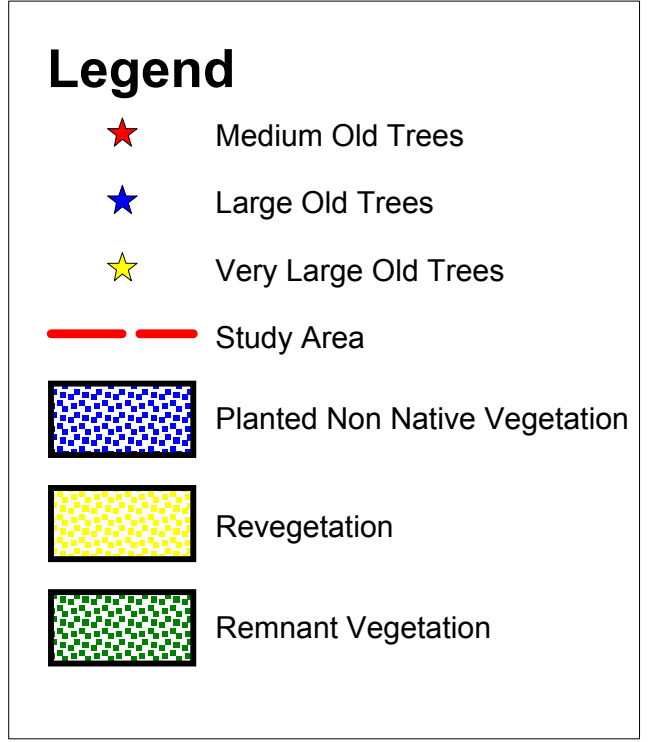 Legend
Medium Old Trees
Large Old Trees
Very Large Old Trees
Study Area
Planted Non Native Vegetation
Revegetation
Remnant Vegetation